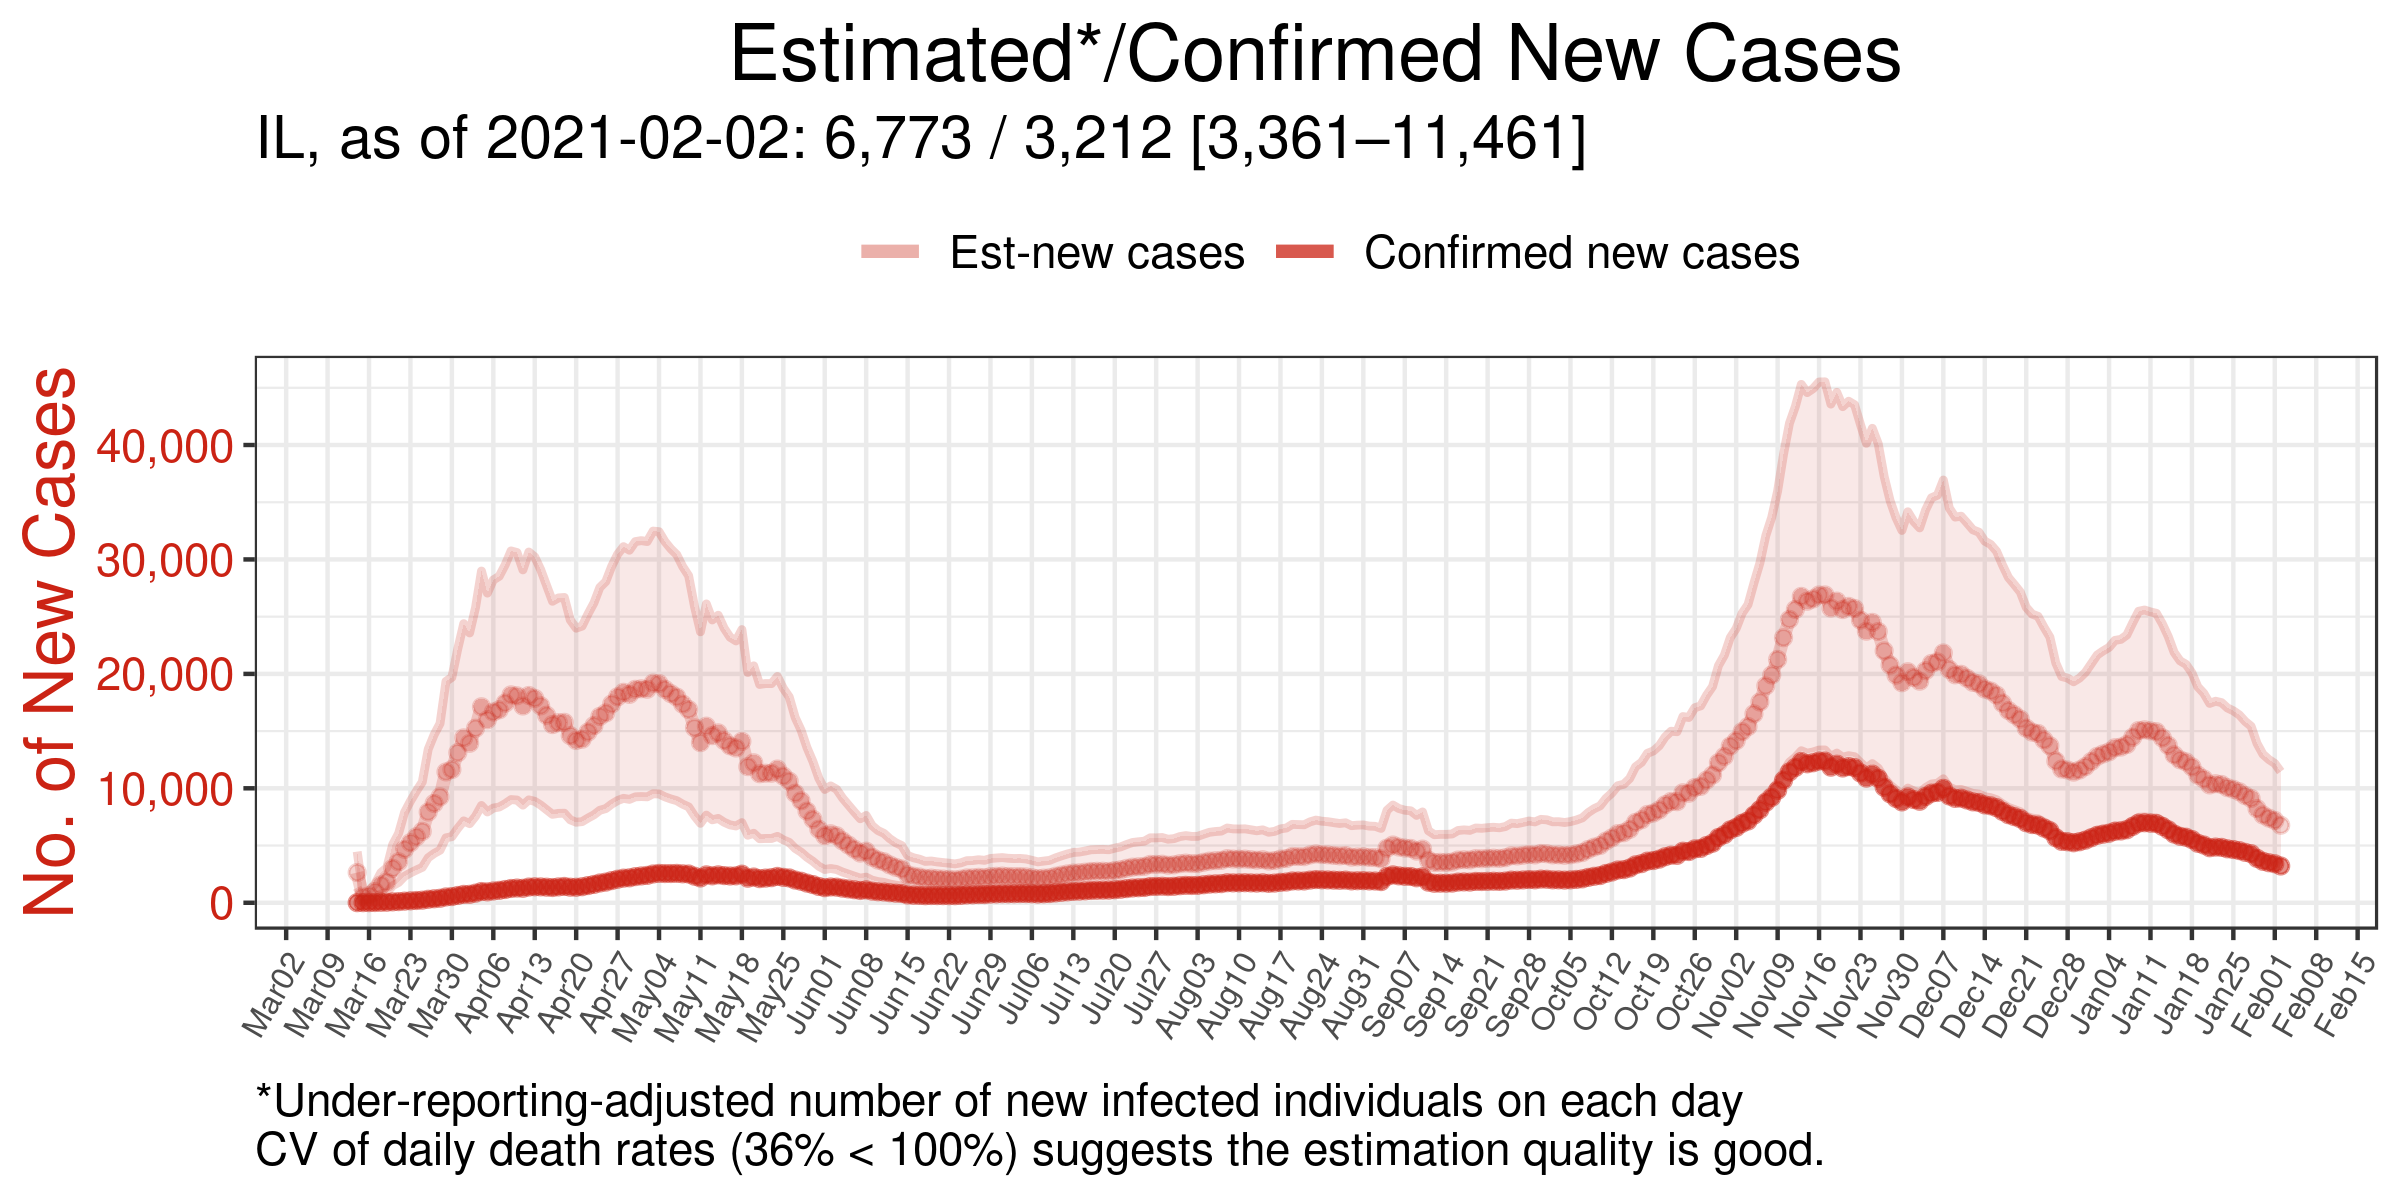 Estimated*/Confirmed New Cases
IL, as of 2021-02-02: 6,773 / 3,212 [3,361–11,461]
Est-new cases
Confirmed new cases
No. of New Cases
40,000
30,000
20,000
10,000
0
Mar02
Mar09
Mar16
Mar23
Mar30
Apr06
Apr13
Apr20
Apr27
May04
May11
May18
May25
Jun01
Jun08
Jun15
Jun22
Jun29
Jul06
Jul13
Jul20
Jul27
Aug03
Aug10
Aug17
Aug24
Aug31
Sep07
Sep14
Sep21
Sep28
Oct05
Oct12
Oct19
Oct26
Nov02
Nov09
Nov16
Nov23
Nov30
Dec07
Dec14
Dec21
Dec28
Jan04
Jan11
Jan18
Jan25
Feb01
Feb08
Feb15
*Under-reporting-adjusted number of new infected individuals on each day
CV of daily death rates (36% < 100%) suggests the estimation quality is good.